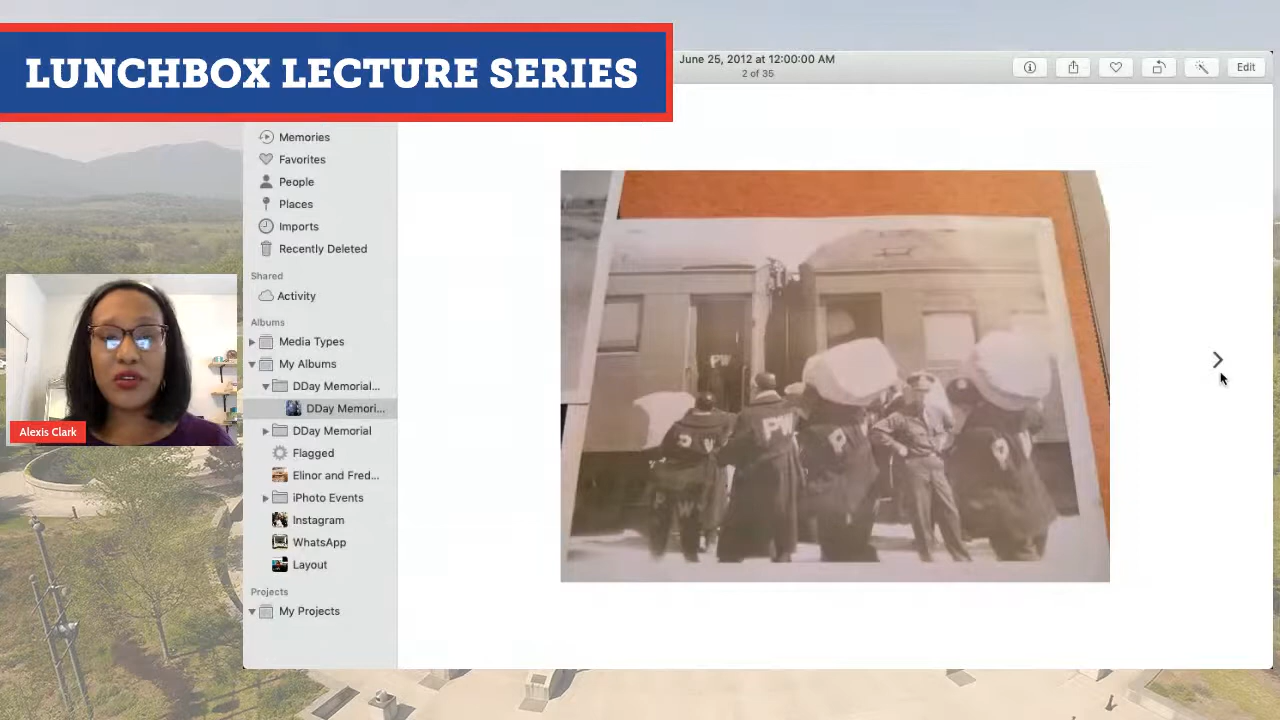 LUNCHBOX LECTURE SERIES
June 25, 2012 at 12:00:00 AM
2 of 35
Edit
Memories
Favorites
People
Places
Imports
Recently Deleted
Shared
Activity
Albums
Media Types
My Albums
DDay Memorial...
DDay Memori...
DDay Memorial
Flagged
Elinor and Fred...
iPhoto Events
Instagram
WhatsApp
Layout
Projects
My Projects
Alexis Clark
PW
P W
PW
P W
P
W